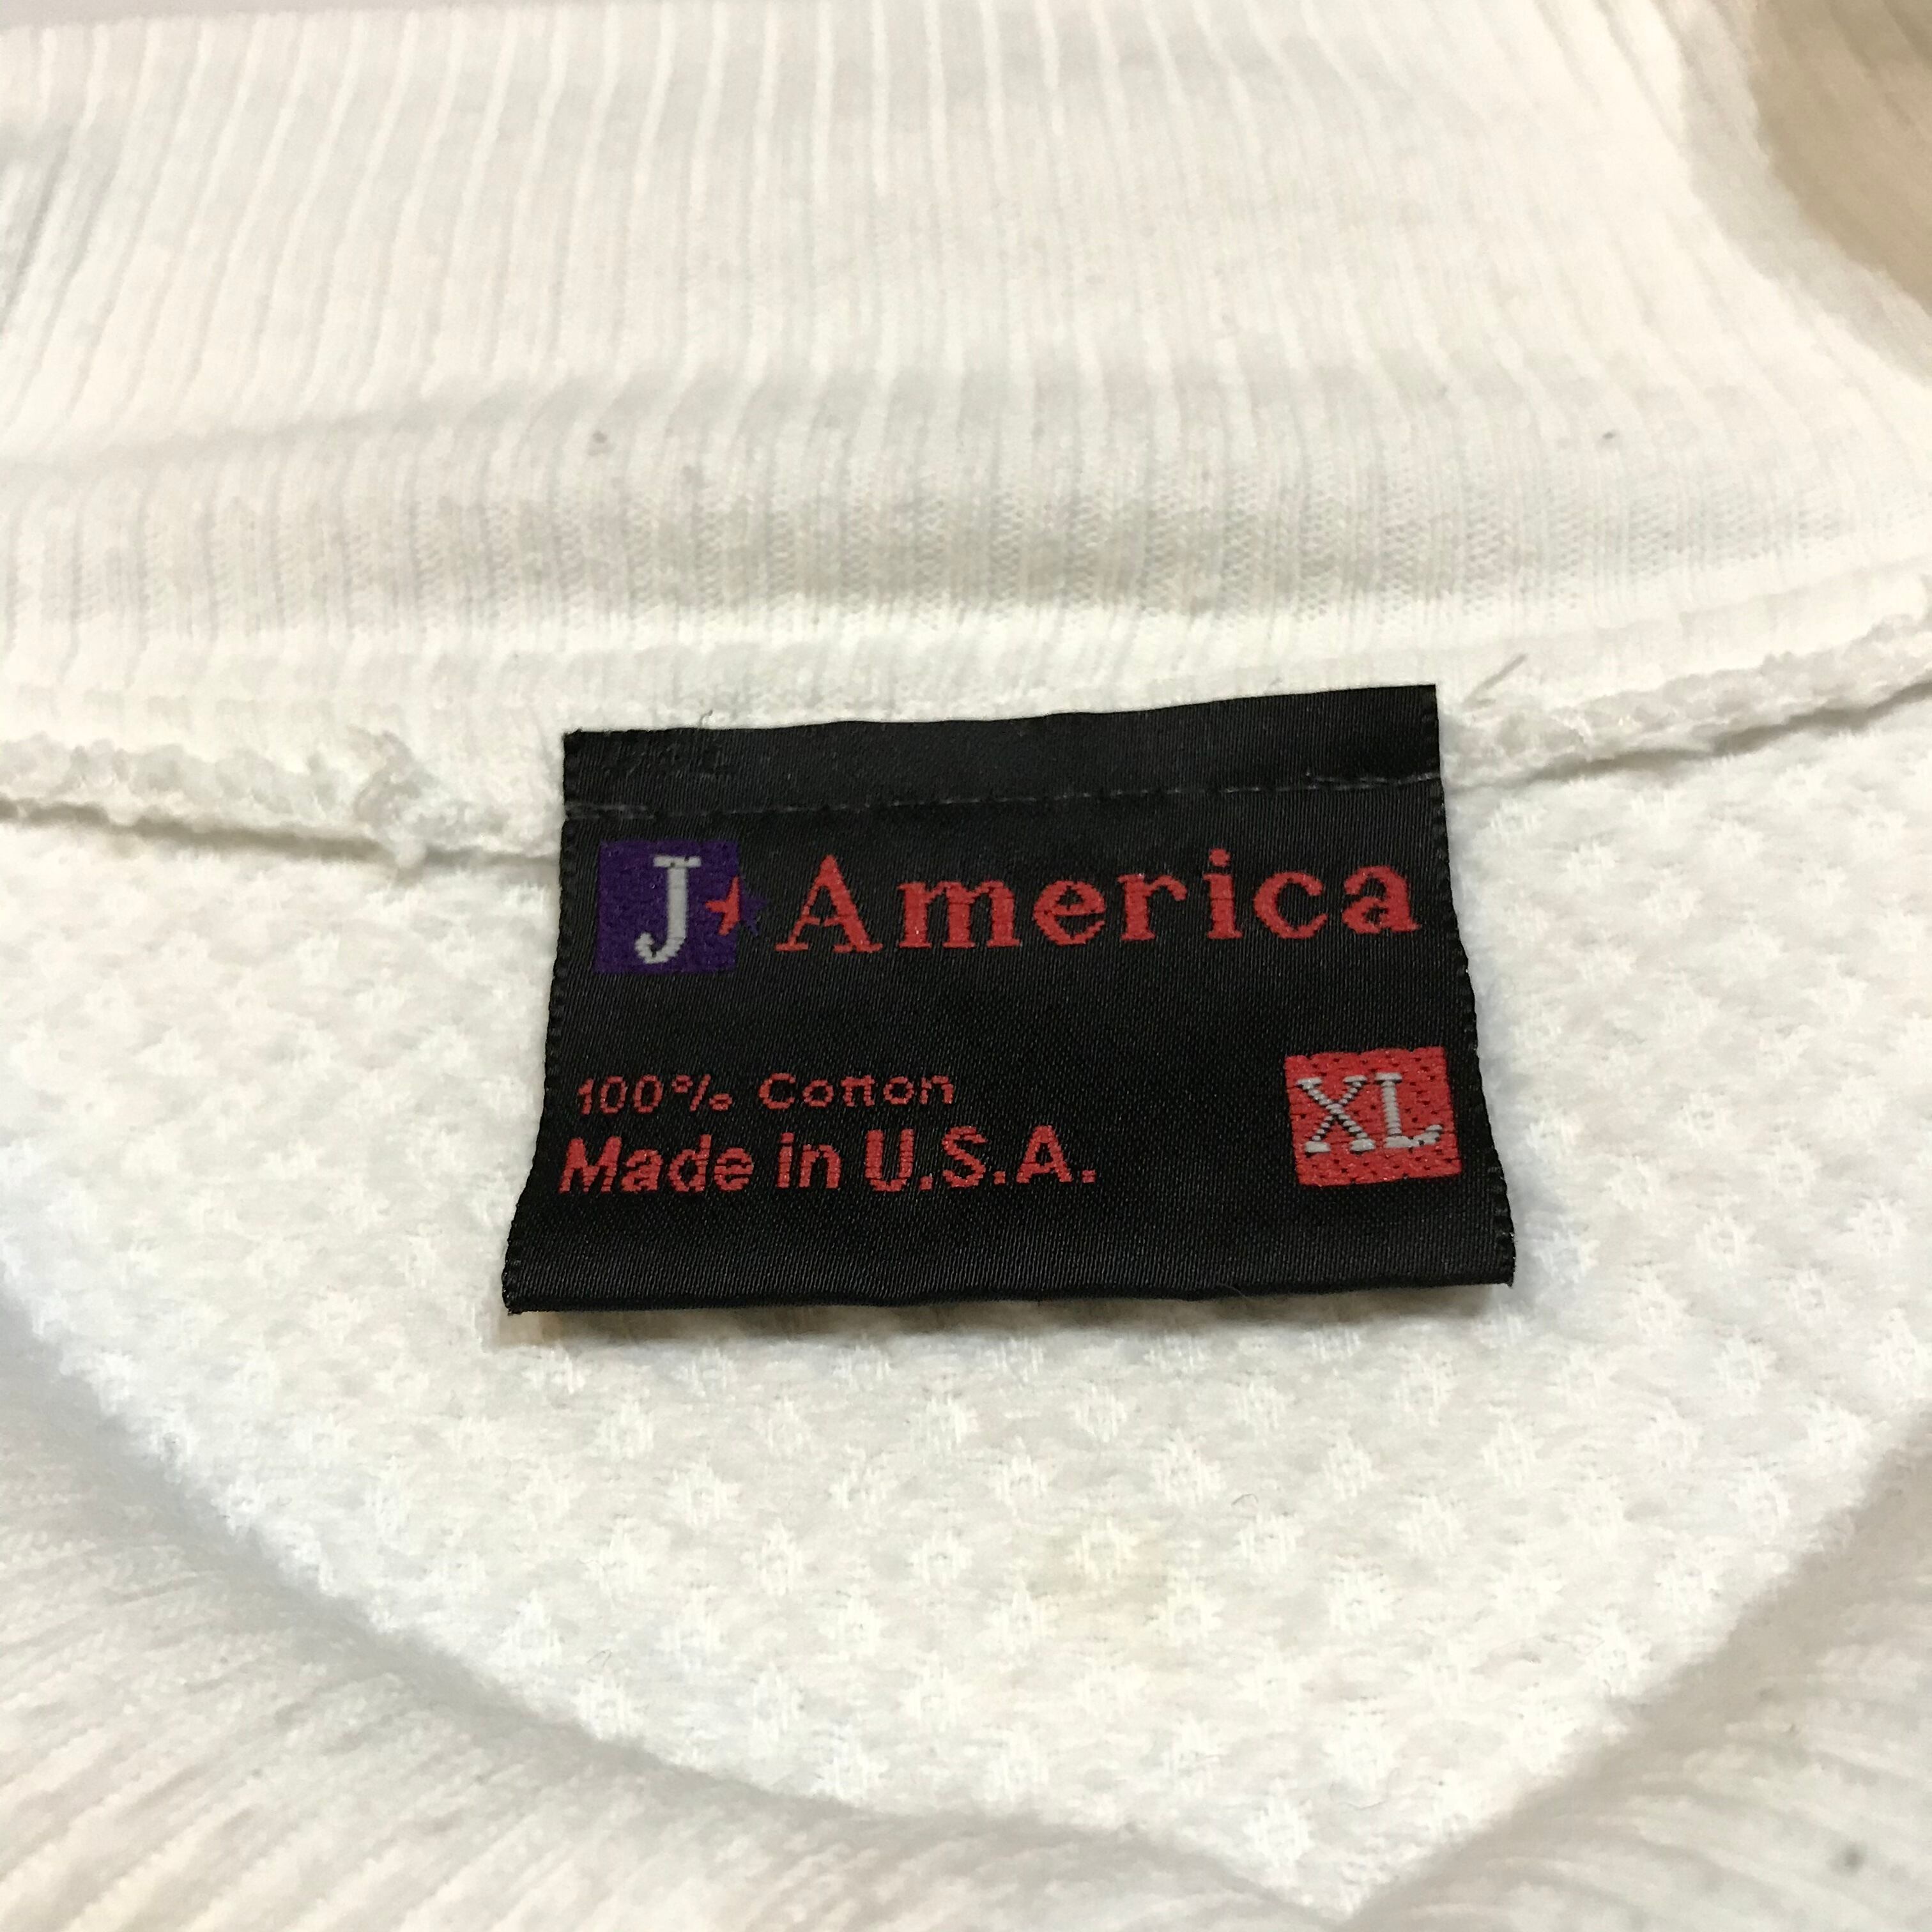 J America
100% Cotton
Made in U.S.A.
XL